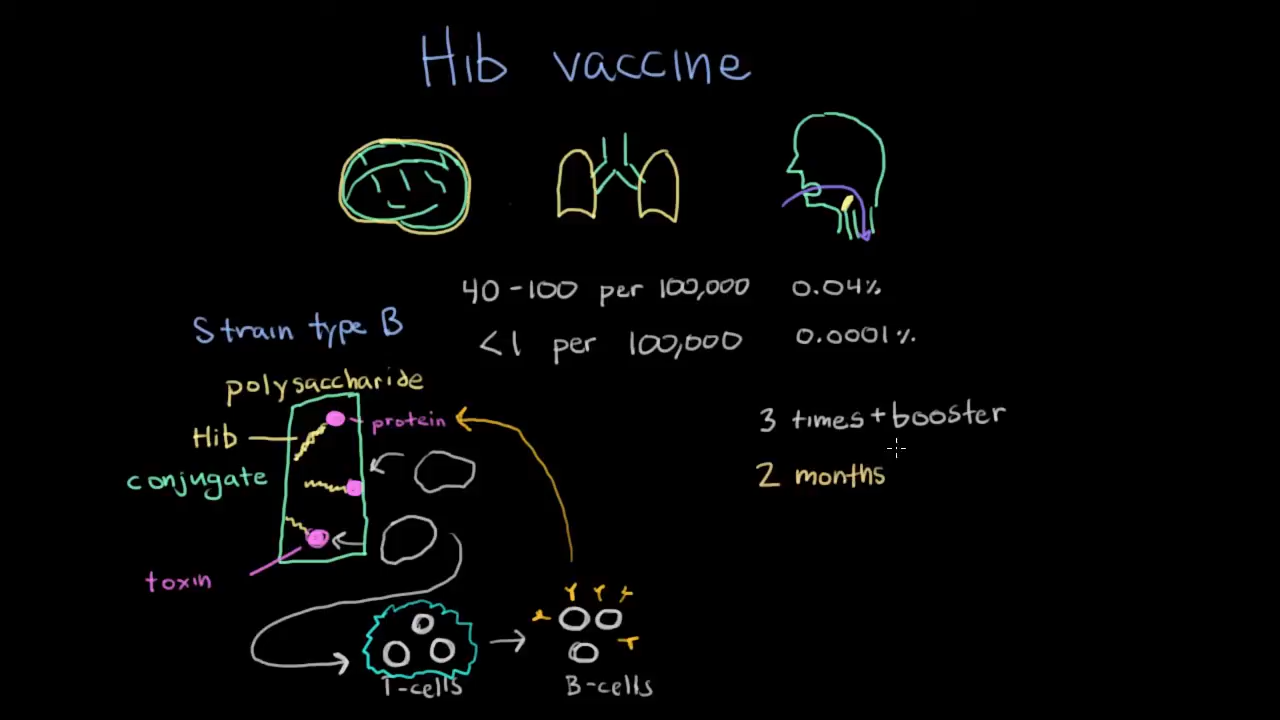 Hib vaccine
40-100 per 100,000 0.04%
<1 per 100,000 0.0001%
Strain type B
polysaccharide
Hib
protein
conjugate
toxin
T-cells
B-cells
3 times + booster
2 months